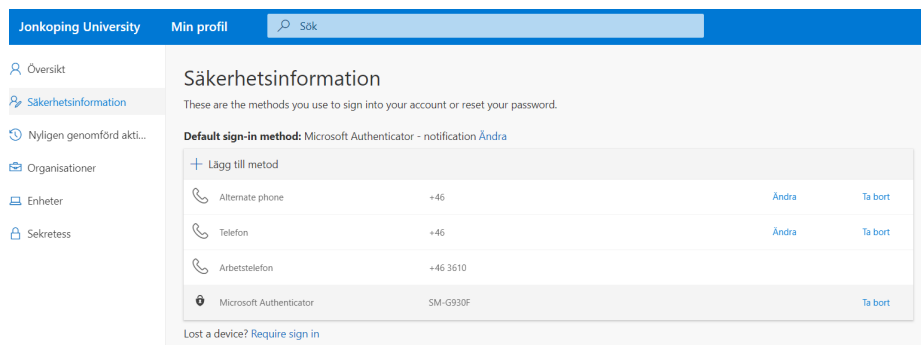 Jonkoping University Min profil Sök
Översikt
Säkerhetsinformation
Nyligen genomförd akti...
Organisationer
Enheter
Sekretess
Säkerhetsinformation
These are the methods you use to sign into your account or reset your password.
Default sign-in method: Microsoft Authenticator - notification Ändra
Lägg till metod
Alternate phone +46 Ändra Ta bort
Telefon +46 Ändra Ta bort
Arbetstelefon +46 3610
Microsoft Authenticator SM-G930F Ta bort
Lost a device? Require sign in